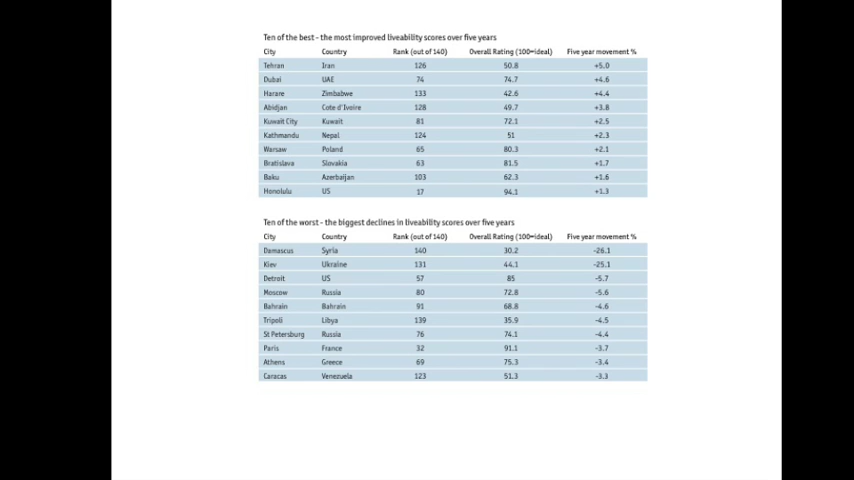 Ten of the best - the most improved liveability scores over five years
City Country Rank (out of 140) Overall Rating (100=ideal) Five year movement %
Tehran Iran 126 50.8 +5.0
Dubai UAE 74 74.7 +4.6
Harare Zimbabwe 133 42.6 +4.4
Abidjan Cote d'Ivoire 128 49.7 +3.8
Kuwait City Kuwait 81 72.1 +2.5
Kathmandu Nepal 124 51 +2.3
Warsaw Poland 65 80.3 +2.1
Bratislava Slovakia 63 81.5 +1.7
Baku Azerbaijan 103 62.3 +1.6
Honolulu US 17 94.1 +1.3
Ten of the worst - the biggest declines in liveability scores over five years
City Country Rank (out of 140) Overall Rating (100=ideal) Five year movement %
Damascus Syria 140 30.2 -26.1
Kiev Ukraine 131 44.1 -25.1
Detroit US 57 85 -5.7
Moscow Russia 80 72.8 -5.6
Bahrain Bahrain 91 68.8 -4.6
Tripoli Libya 139 35.9 -4.5
St Petersburg Russia 76 74.1 -4.4
Paris France 32 91.1 -3.7
Athens Greece 69 75.3 -3.4
Caracas Venezuela 123 51.3 -3.3